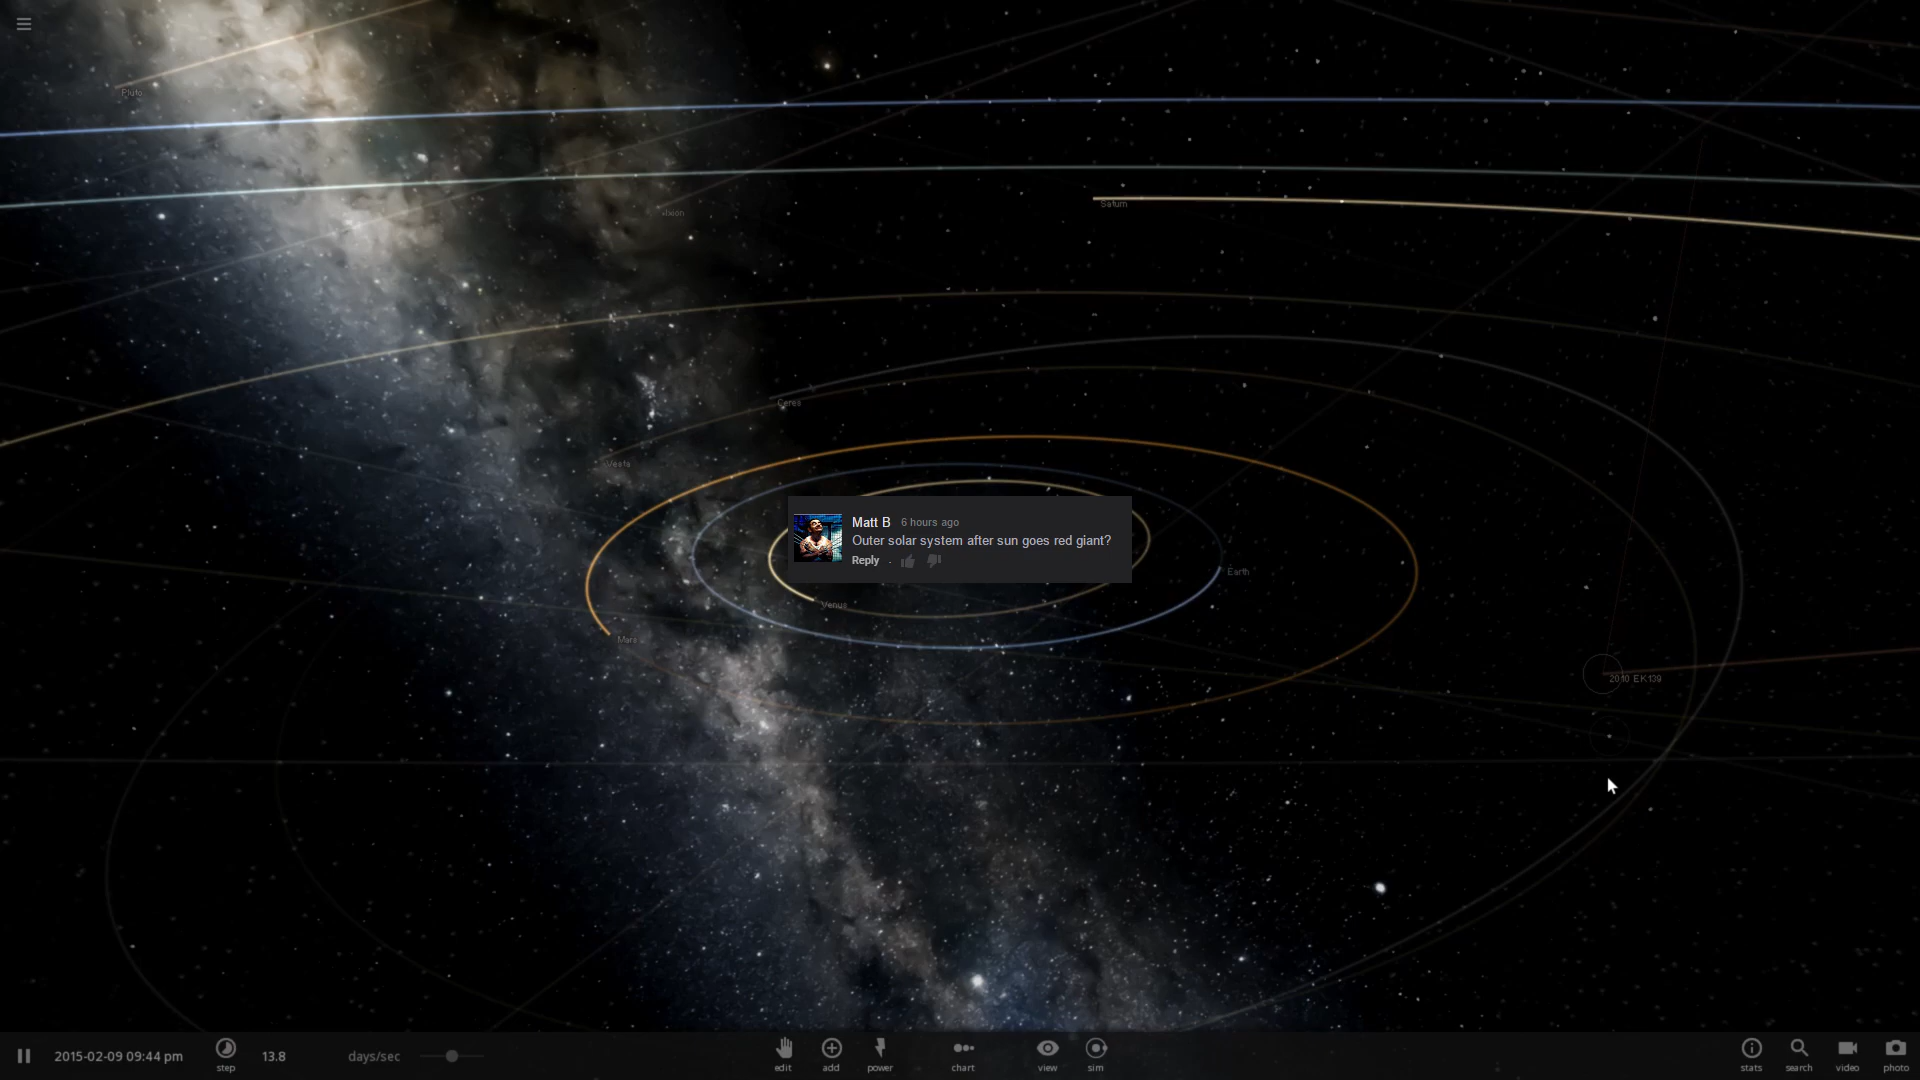 Pluto
Saturn
Ceres
Vesta
Matt B 6 hours ago
Outer solar system after sun goes red giant?
Reply ·
Earth
Venus
Mars
2010 EK139
2015-02-09 09:44 pm step 13.8 days/sec edit add power chart view sim stats search video photo